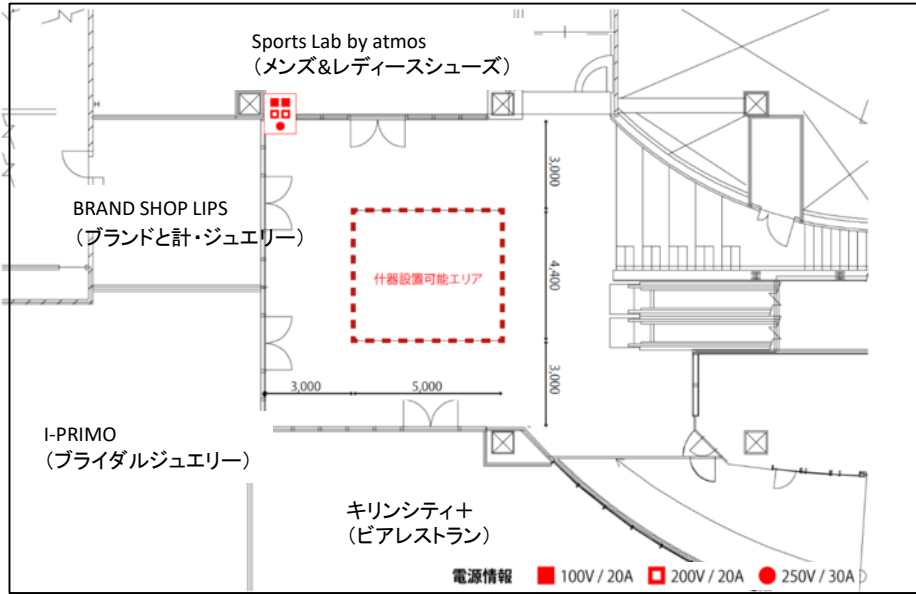 Sports Lab by atmos
（メンズ&レディースシューズ）
3,000
BRAND SHOP LIPS
（ブランドと計・ジュエリー）
什器設置可能エリア
4,400
3,000
5,000
3,000
I-PRIMO
（ブライダルジュエリー）
キリンシティ＋
（ビアレストラン）
電源情報 100V / 20A 200V / 20A 250V / 30A